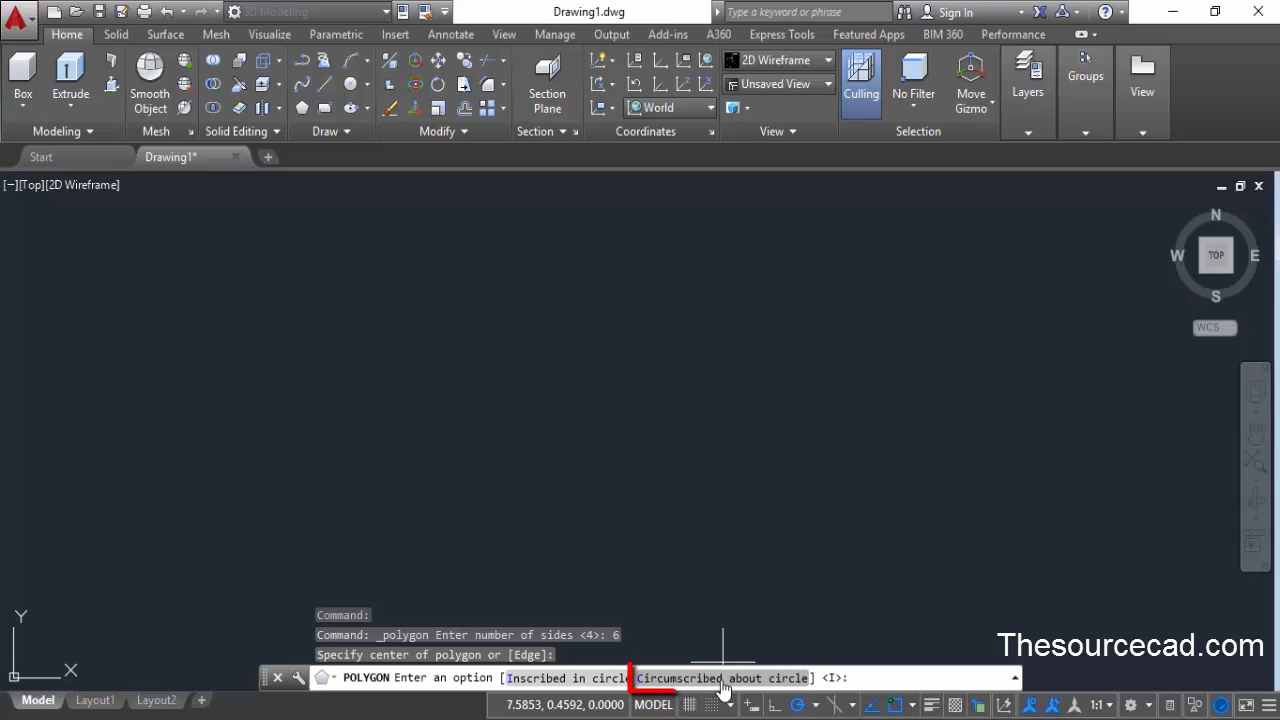 3D Modeling
Drawing1.dwg
Type a keyword or phrase
Sign In
Home Solid Surface Mesh Visualize Parametric Insert Annotate View Manage Output Add-ins A360 Express Tools Featured Apps BIM 360 Performance
Box
Extrude
Smooth
Object
Section
Plane
World
2D Wireframe
Unsaved View
Culling
No Filter
Move
Gizmo
Layers
Groups
View
Modeling Mesh Solid Editing Draw Modify Section Coordinates View Selection
Start Drawing1*
[−][Top][2D Wireframe]
N
W TOP E
S
WCS
Y
X
Command:
Command: _polygon Enter number of sides <4>: 6
Specify center of polygon or [Edge]:
POLYGON Enter an option [Inscribed in circl Circumscribed about circle] <I>:
Thesourcecad.com
Model Layout1 Layout2
7.5853, 0.4592, 0.0000 MODEL 1:1